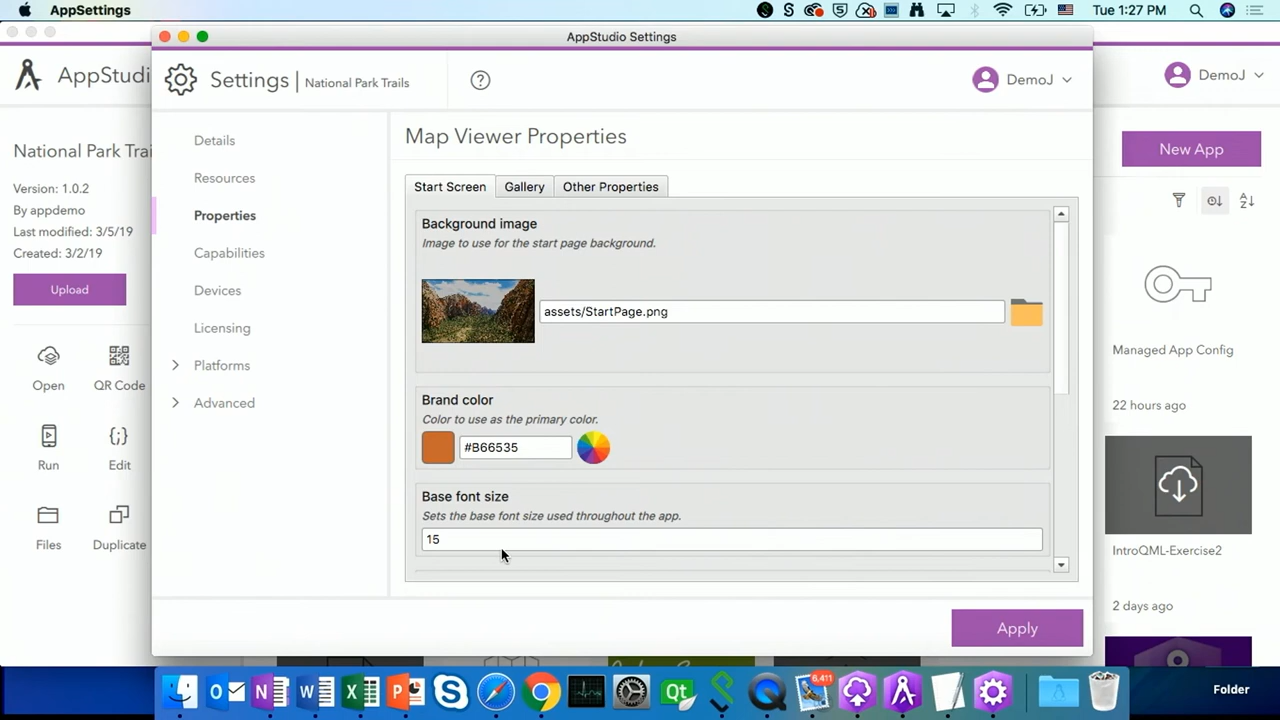 AppSettings
Tue 1:27 PM
AppStudio Settings
AppStudi
Settings | National Park Trails
?
DemoJ
DemoJ
National Park Trai
Version: 1.0.2
By appdemo
Last modified: 3/5/19
Created: 3/2/19
Upload
Open
QR Code
Run
Edit
Files
Duplicate
Details
Resources
Properties
Capabilities
Devices
Licensing
Platforms
Advanced
Map Viewer Properties
Start Screen
Gallery
Other Properties
Background image
Image to use for the start page background.
assets/StartPage.png
Brand color
Color to use as the primary color.
#B66535
Base font size
Sets the base font size used throughout the app.
15
Apply
New App
Managed App Config
22 hours ago
IntroQML-Exercise2
2 days ago
6,411
Qt
Folder